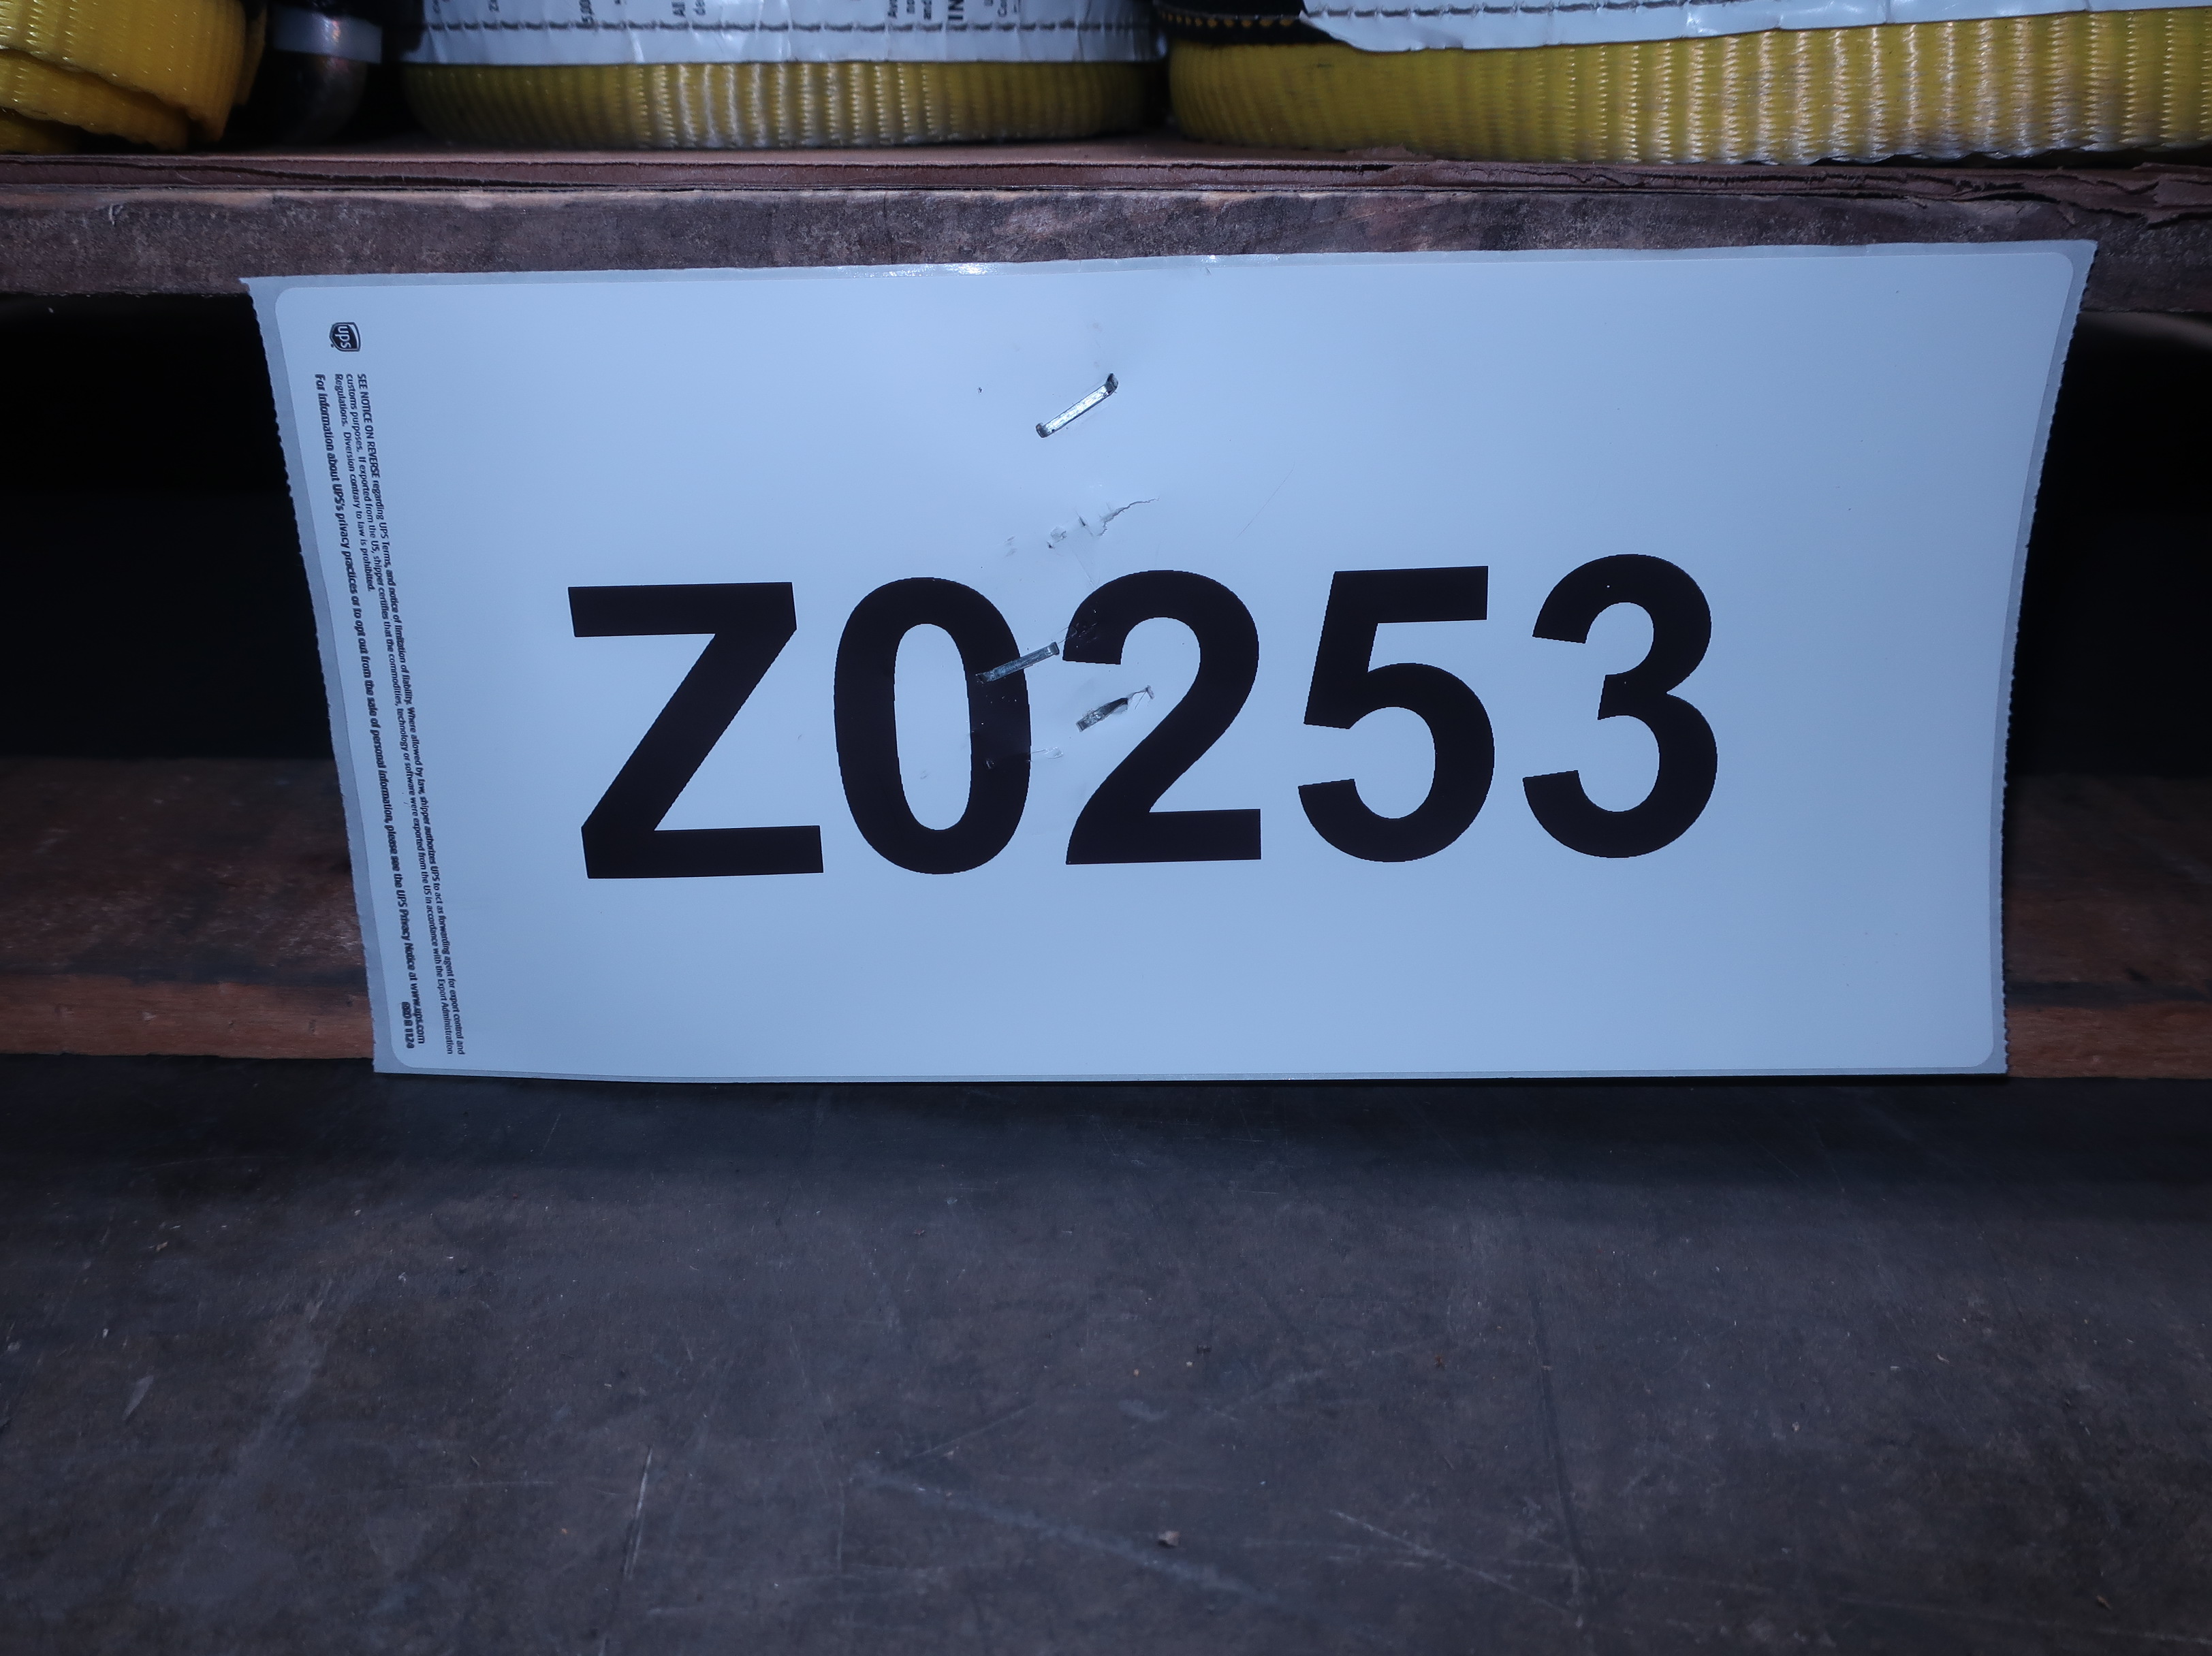 Z0253
ups
SEE NOTICE ON REVERSE regarding UPS Terms, and notice of limitation of liability. Where allowed by law, shipper authorizes UPS to act as forwarding agent for export control and
customs purposes. If exported from the US, shipper certifies that the commodities, technology or software were exported from the US in accordance with the Export Administration
Regulations. Diversion contrary to law is prohibited.
For information about UPS's privacy practices or to opt out from the sale of personal information, please see the UPS Privacy Notice at www.ups.com